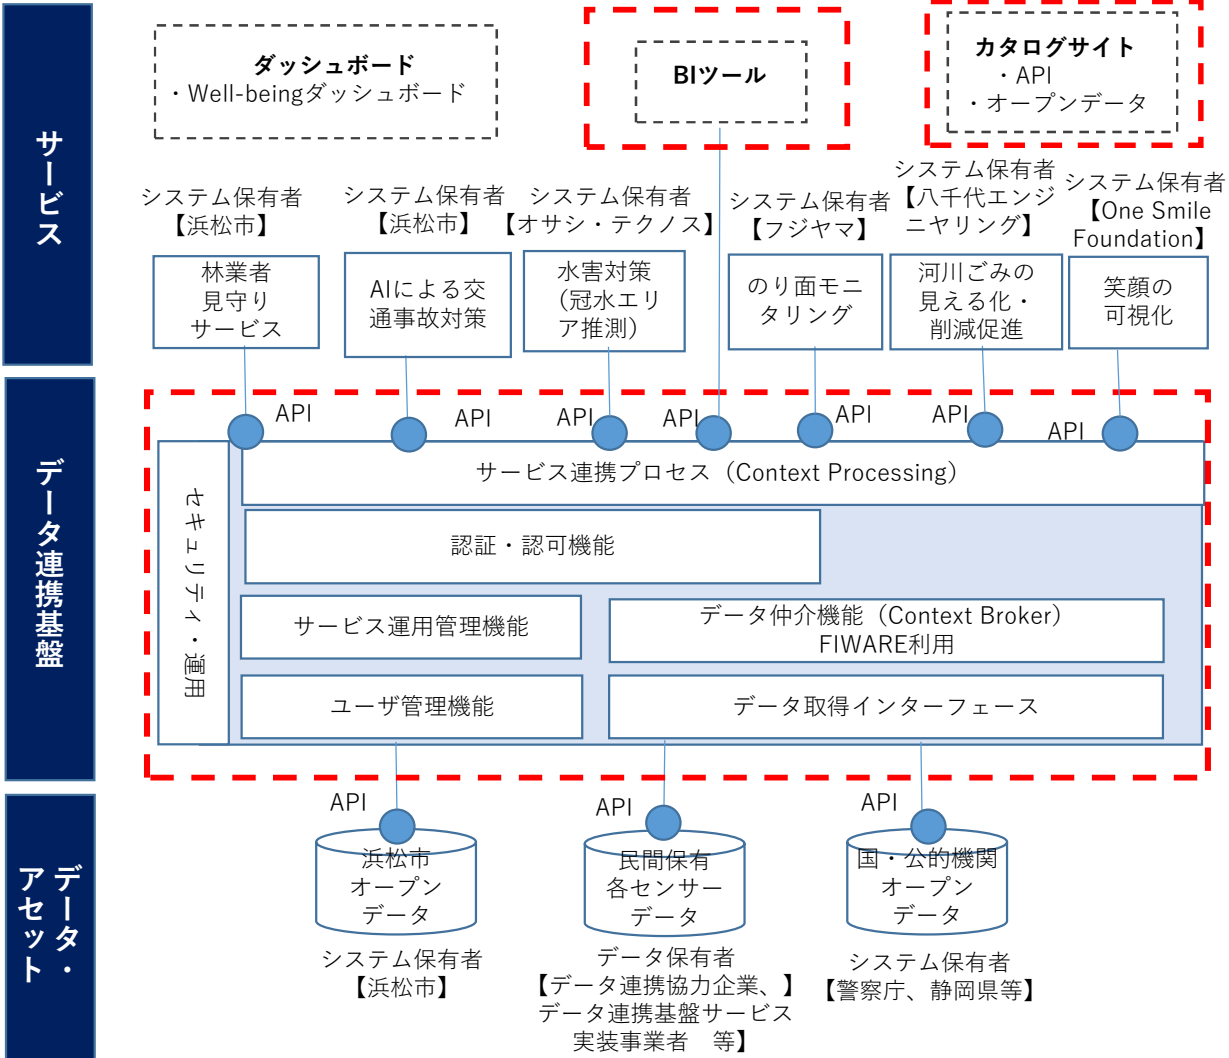 サービス
ダッシュボード
・Well-beingダッシュボード
BIツール
カタログサイト
・API
・オープンデータ
システム保有者
【浜松市】
林業者
見守り
サービス
システム保有者
【浜松市】
AIによる交
通事故対策
システム保有者
【オサシ・テクノス】
水害対策
（冠水エリ
ア推測）
システム保有者
【フジヤマ】
のり面モニ
タリング
システム保有者
【八千代エンジ
ニヤリング】
河川ごみの
見える化・
削減促進
システム保有者
【One Smile
Foundation】
笑顔の
可視化
データ連携基盤
API
API
API
API
API
API
API
セキュリティ・運用
サービス連携プロセス（Context Processing）
認証・認可機能
サービス運用管理機能
データ仲介機能（Context Broker）
FIWARE利用
ユーザ管理機能
データ取得インターフェース
データ・
アセット
API
浜松市
オープン
データ
システム保有者
【浜松市】
API
民間保有
各センサー
データ
データ保有者
【データ連携協力企業、】
データ連携基盤サービス
実装事業者　等】
API
国・公的機関
オープン
データ
システム保有者
【警察庁、静岡県等】